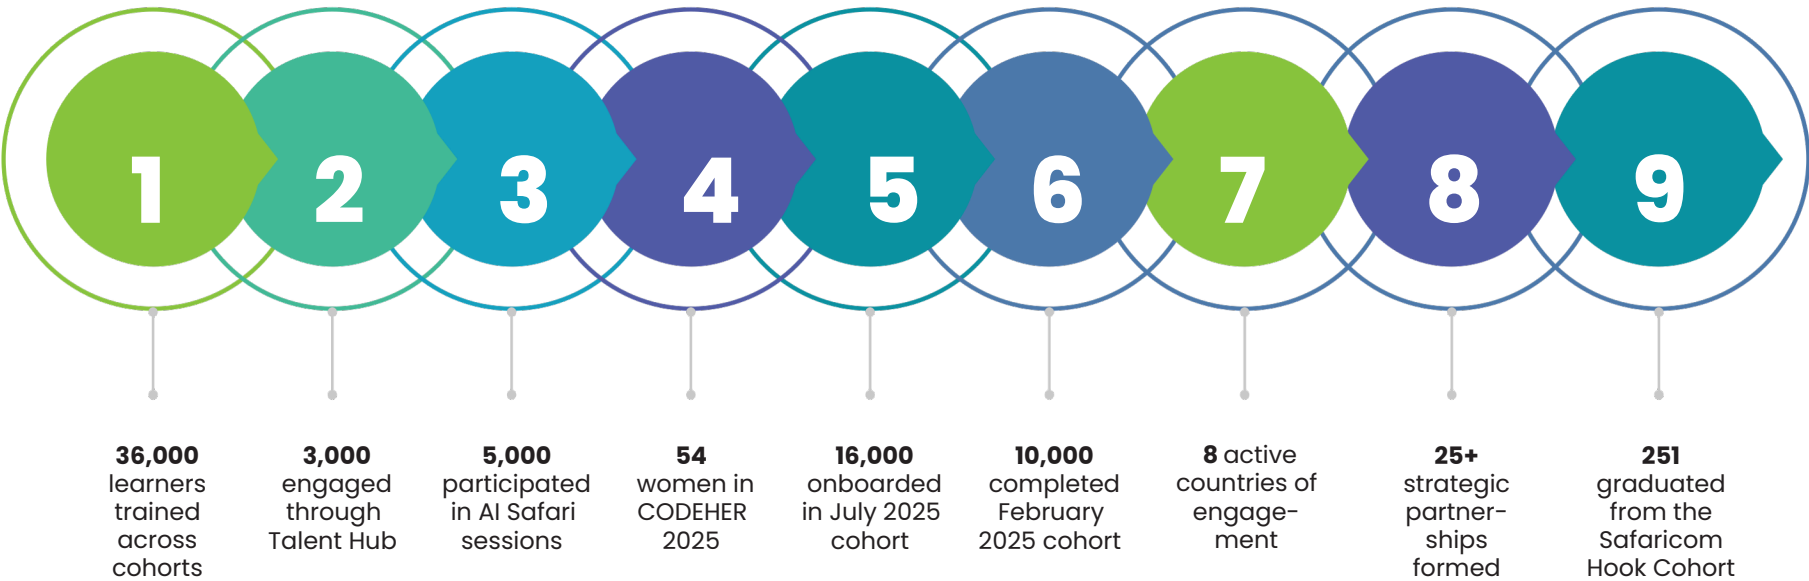 1
2
3
4
5
6
7
8
9
36,000
learners
trained
across
cohorts
3,000
engaged
through
Talent Hub
5,000
participated
in AI Safari
sessions
54
women in
CODEHER
2025
16,000
onboarded
in July 2025
cohort
10,000
completed
February
2025 cohort
8 active
countries of
engage-
ment
25+
strategic
partner-
ships
formed
251
graduated
from the
Safaricom
Hook Cohort